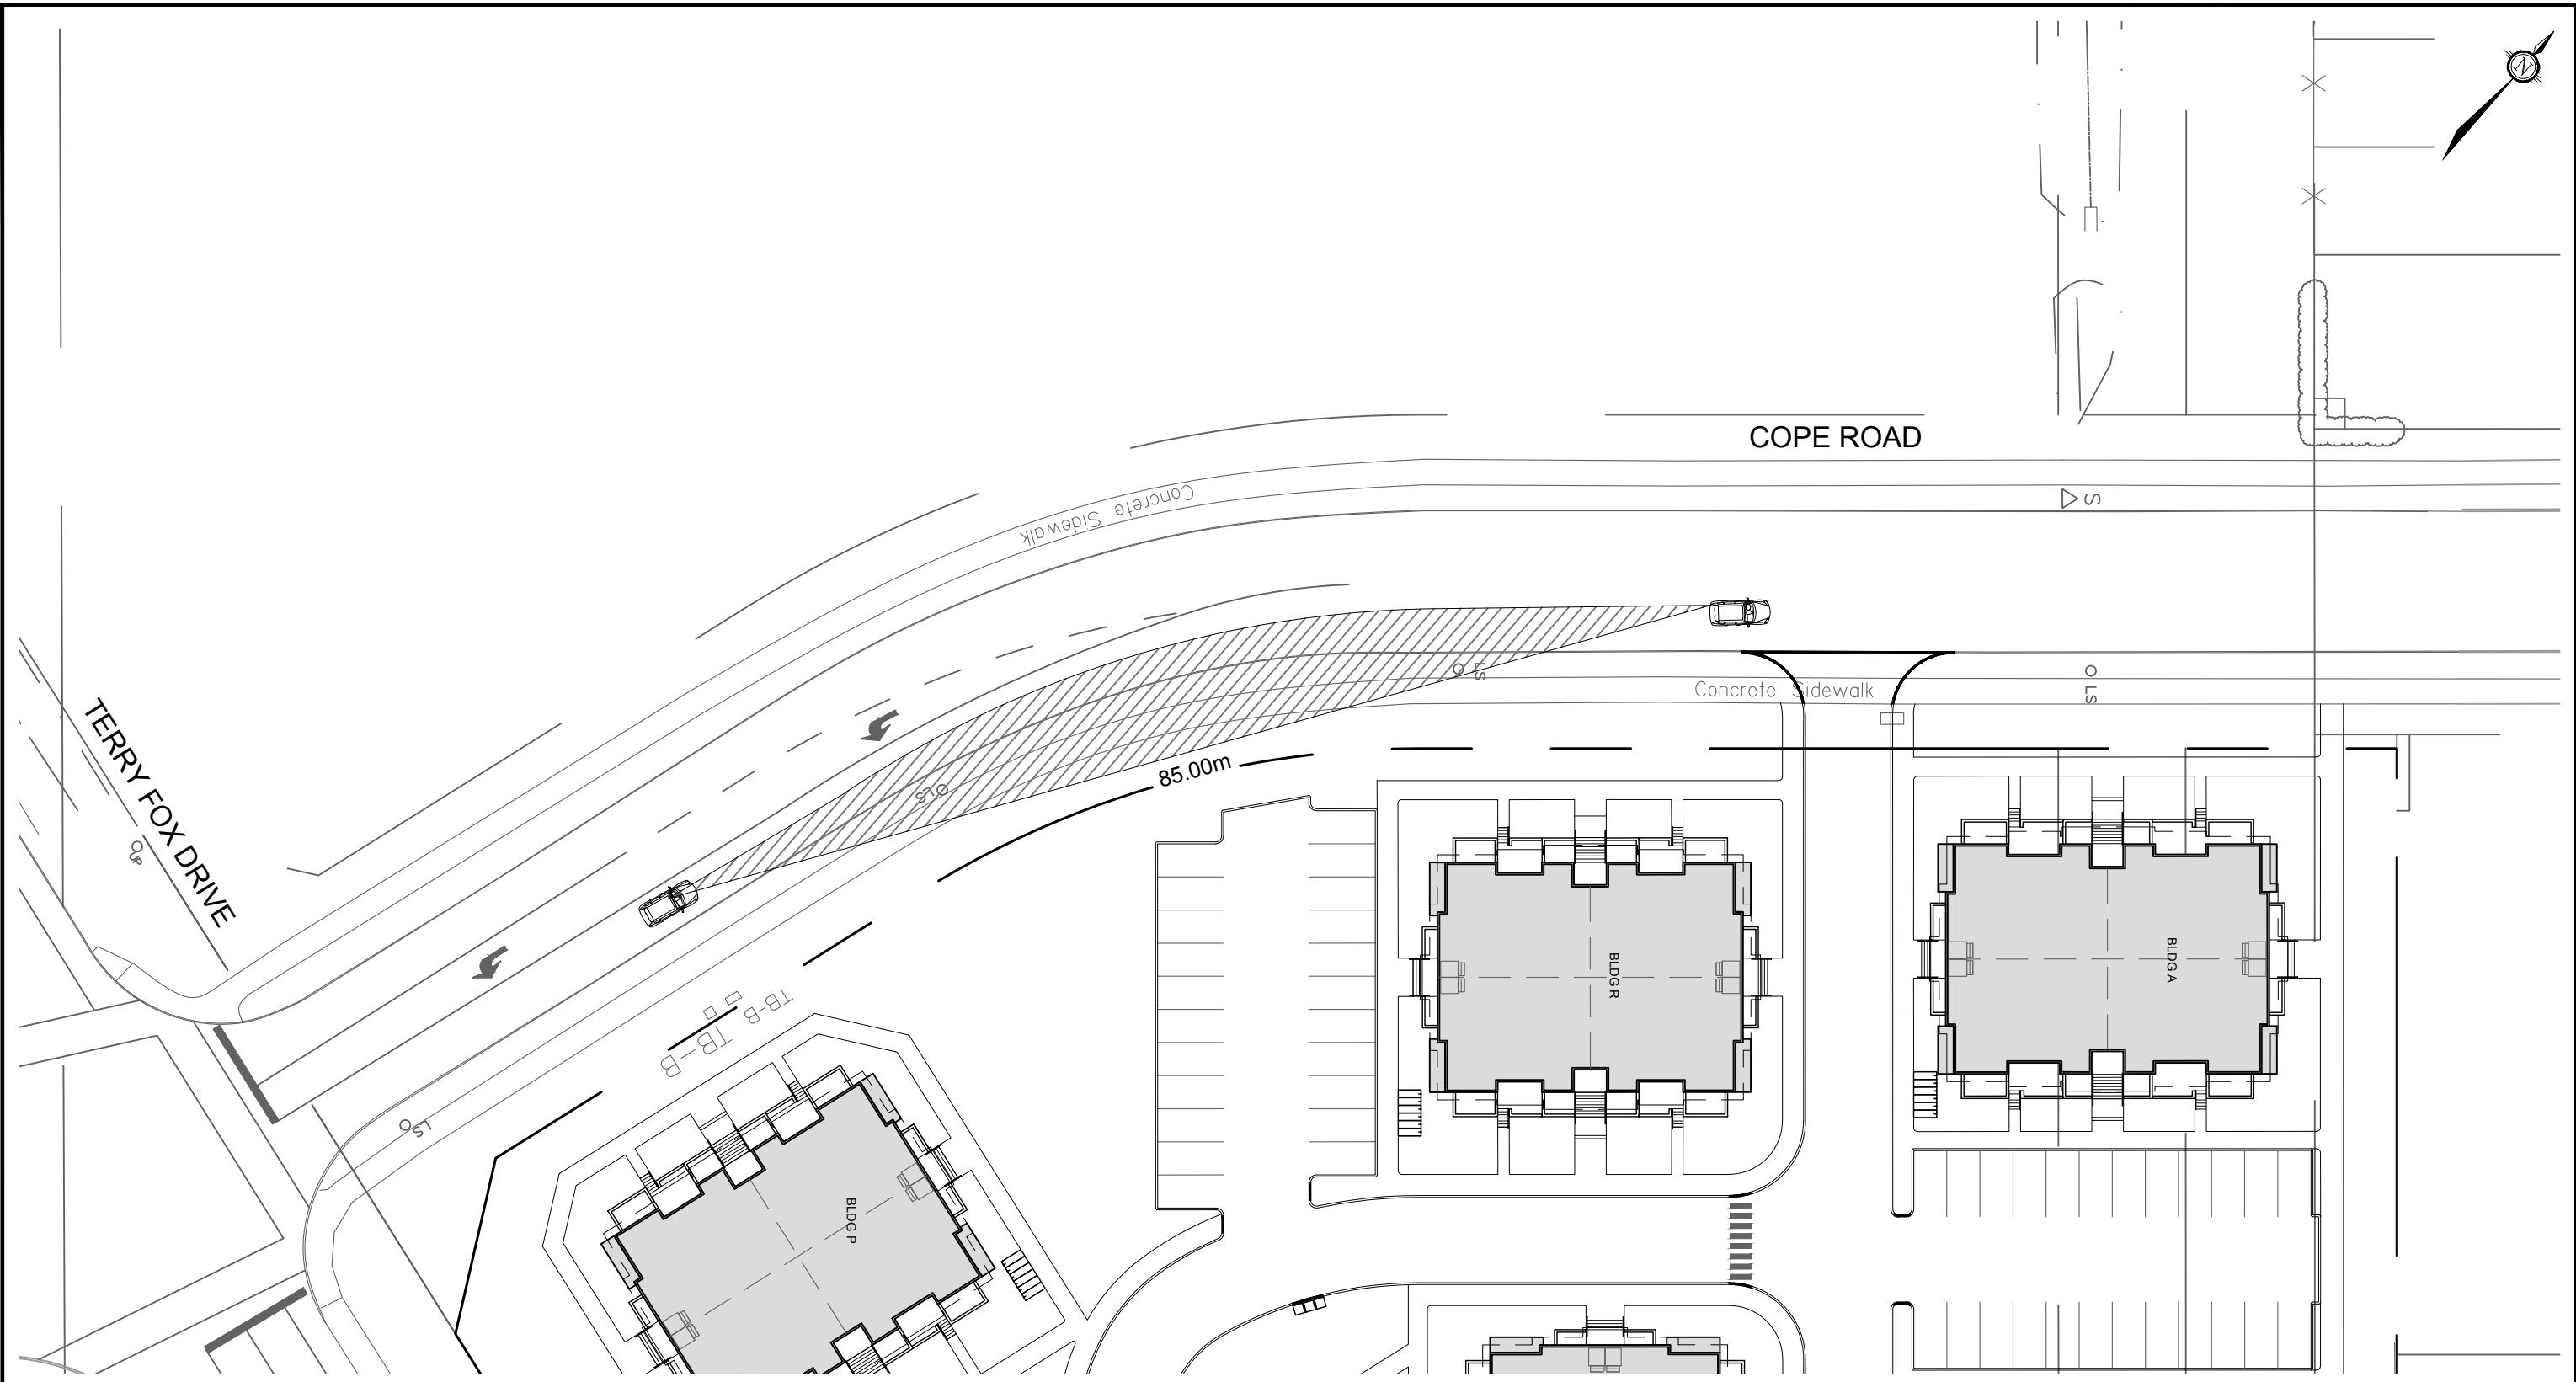 N
COPE ROAD
Concrete Sidewalk
S
LS
Concrete Sidewalk
LS
85.00m
LS
TERRY FOX DRIVE
UP
TB-B
TB-B
LS
BLDG R
BLDG A
BLDG P